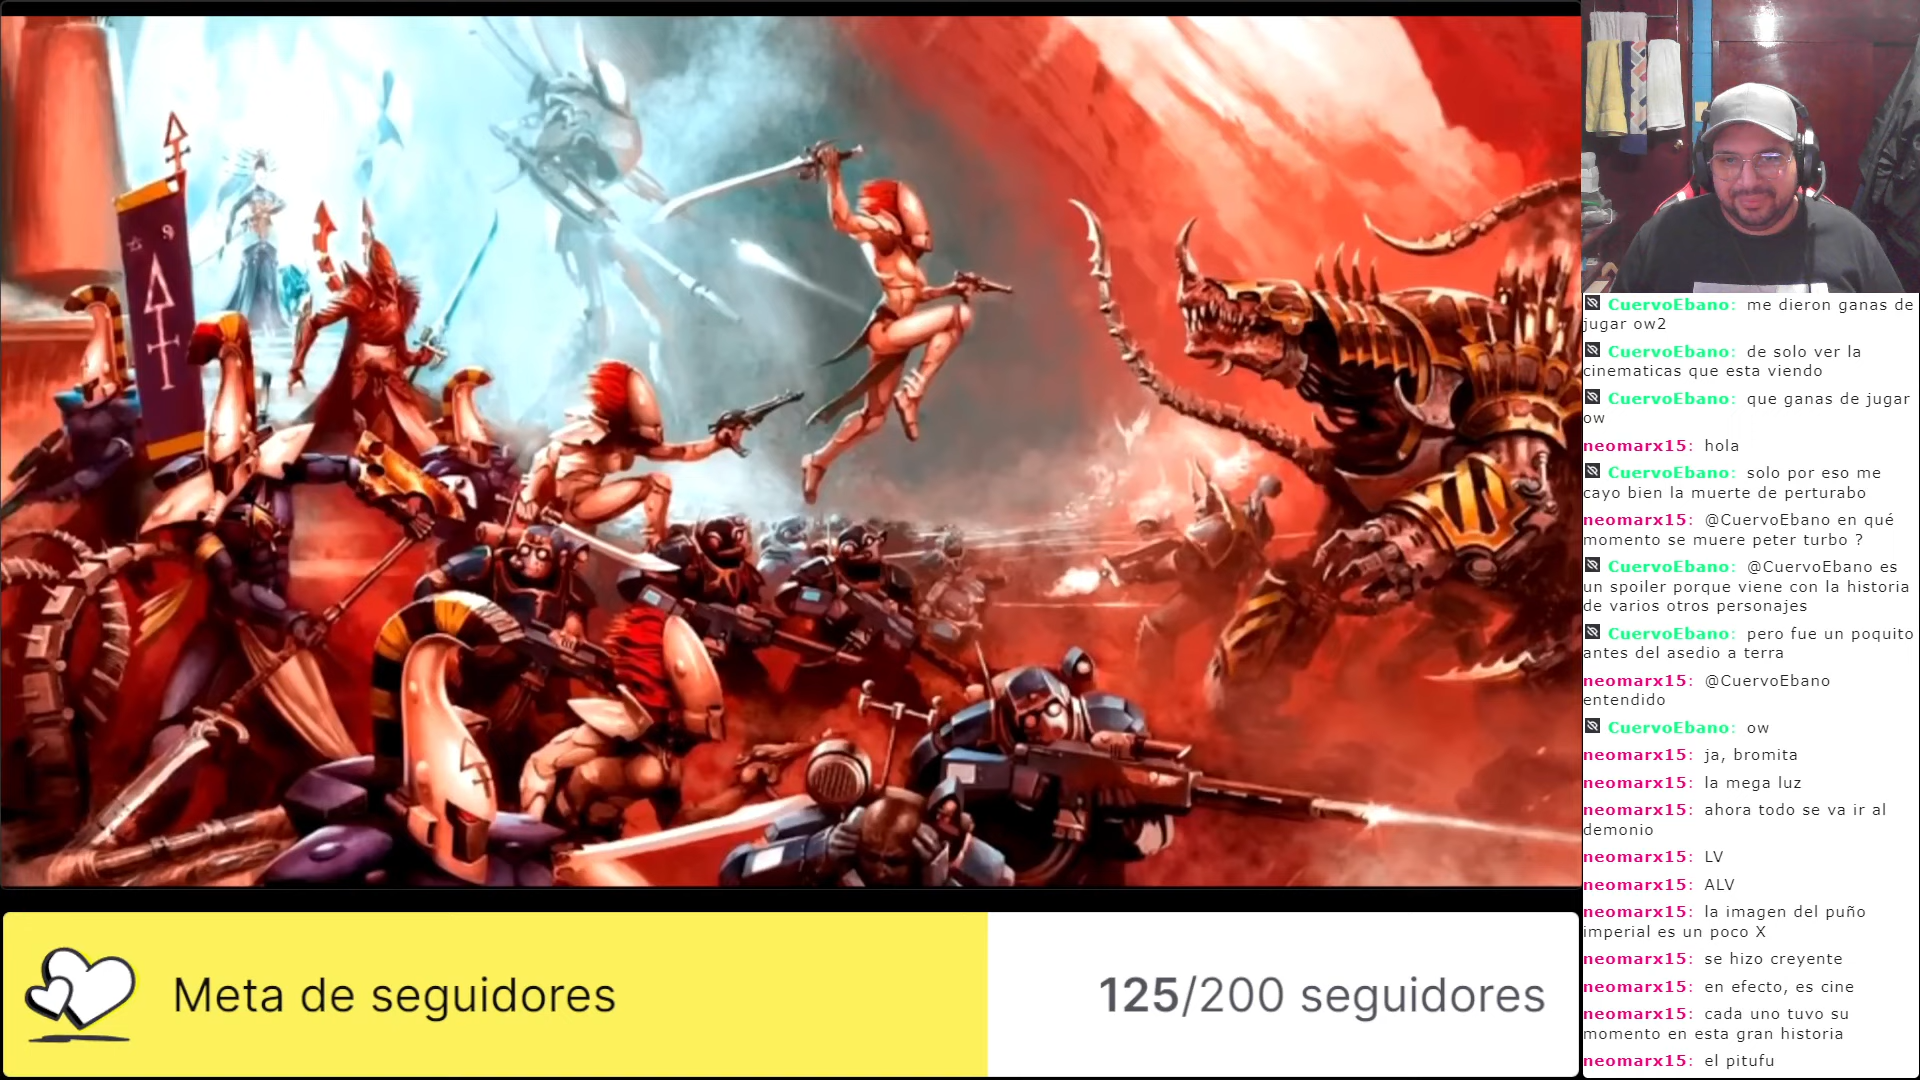 CuervoEbano: me dieron ganas de
jugar ow2
CuervoEbano: de solo ver la
cinematicas que esta viendo
CuervoEbano: que ganas de jugar
ow
neomarx15: hola
CuervoEbano: solo por eso me
cayo bien la muerte de perturabo
neomarx15: @CuervoEbano en qué
momento se muere peter turbo ?
CuervoEbano: @CuervoEbano es
un spoiler porque viene con la historia
de varios otros personajes
CuervoEbano: pero fue un poquito
antes del asedio a terra
neomarx15: @CuervoEbano
entendido
CuervoEbano: ow
neomarx15: ja, bromita
neomarx15: la mega luz
neomarx15: ahora todo se va ir al
demonio
neomarx15: LV
neomarx15: ALV
neomarx15: la imagen del puño
imperial es un poco X
neomarx15: se hizo creyente
neomarx15: en efecto, es cine
neomarx15: cada uno tuvo su
momento en esta gran historia
neomarx15: el pitufu
Meta de seguidores
125/200 seguidores